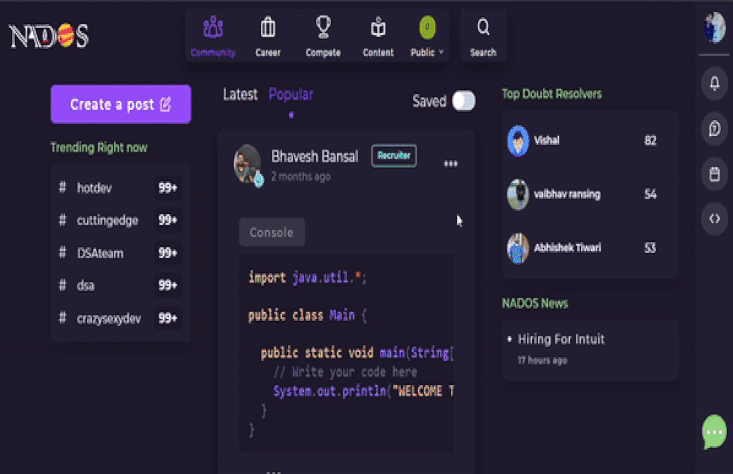 NADOS
Community
Career
Compete
Content
Public
Search
Create a post
Trending Right now
# hotdev 99+
# cuttingedge 99+
# DSAteam 99+
# dsa 99+
# crazysexydev 99+
Latest Popular
Saved
Bhavesh Bansal Recruiter
2 months ago
Console
import java.util.*;
public class Main {
public static void main(String[
// Write your code here
System.out.println("WELCOME T
}
}
Top Doubt Resolvers
Vishal 82
vaibhav ransing 54
Abhishek Tiwari 53
NADOS News
• Hiring For Intuit
17 hours ago